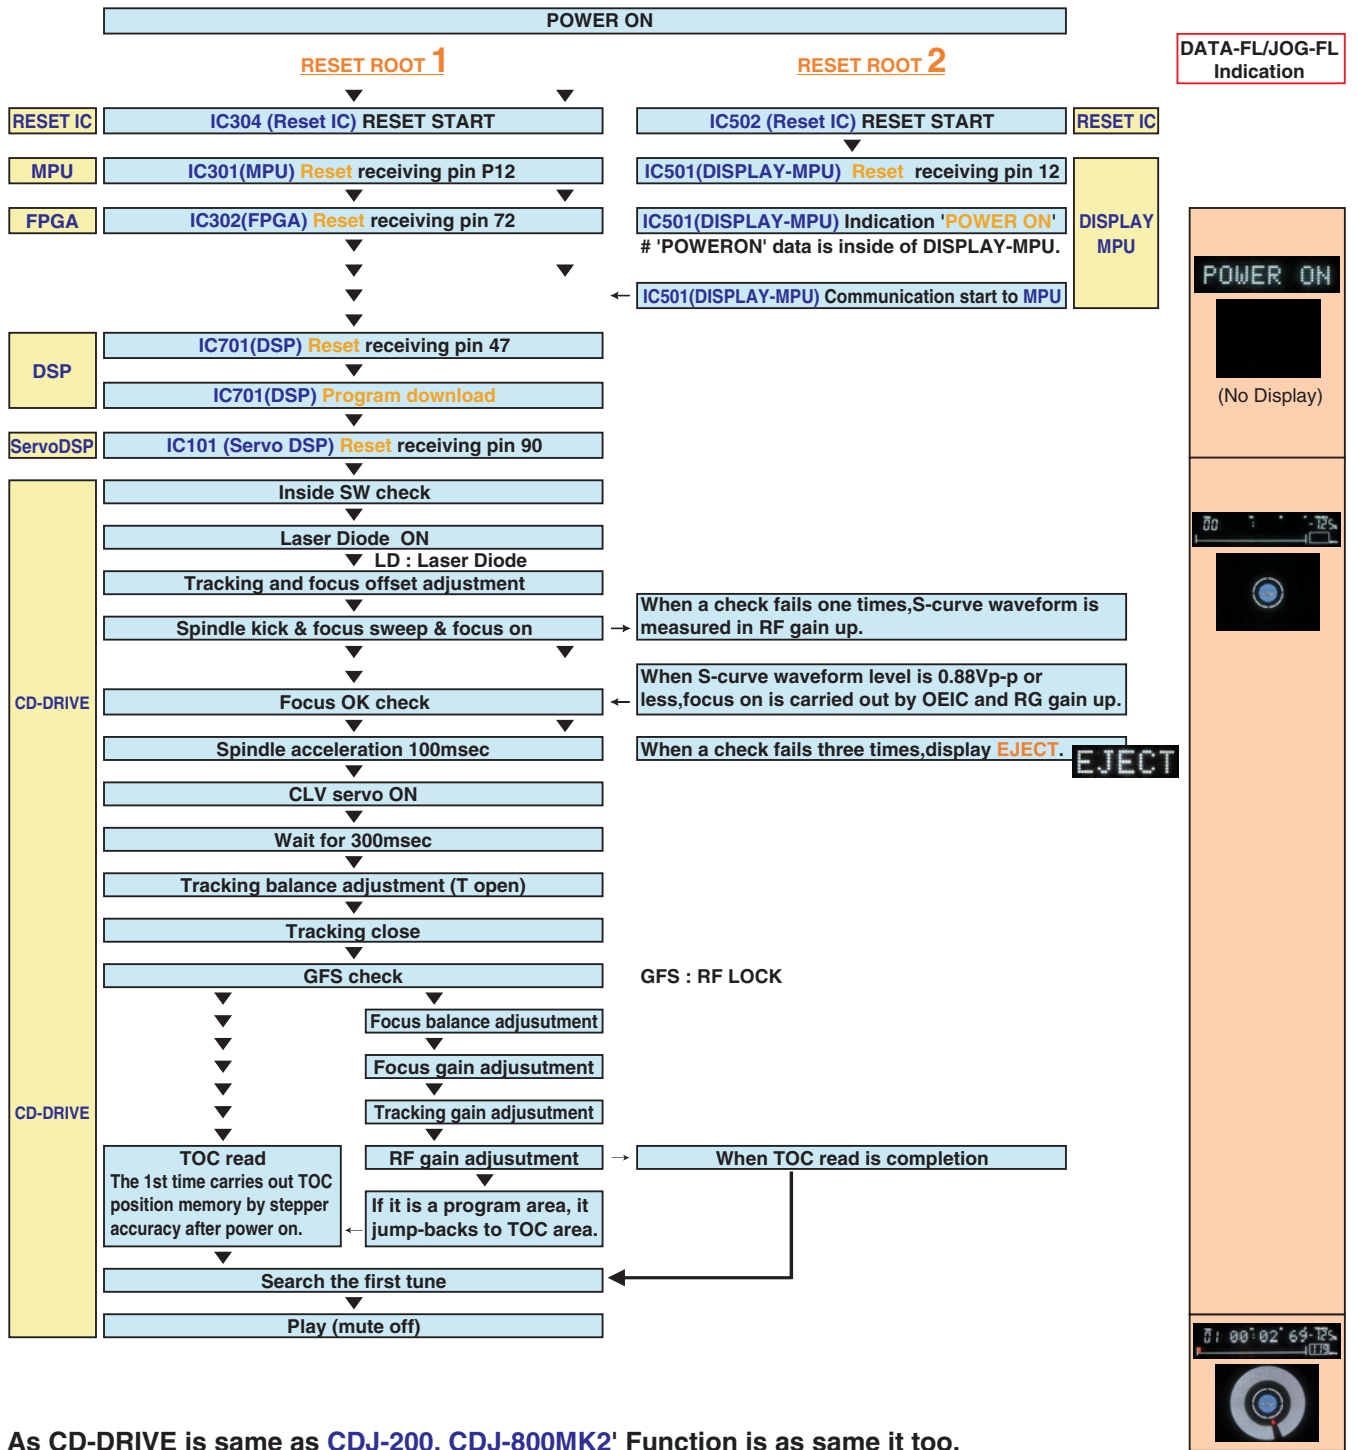 POWER ON
RESET ROOT 1
RESET ROOT 2
DATA-FL/JOG-FL
Indication
RESET IC
IC304 (Reset IC) RESET START
IC502 (Reset IC) RESET START
RESET IC
MPU
IC301(MPU) Reset receiving pin P12
IC501(DISPLAY-MPU) Reset receiving pin 12
FPGA
IC302(FPGA) Reset receiving pin 72
IC501(DISPLAY-MPU) Indication 'POWER ON'
DISPLAY
MPU
# 'POWERON' data is inside of DISPLAY-MPU.
POWER ON
IC501(DISPLAY-MPU) Communication start to MPU
DSP
IC701(DSP) Reset receiving pin 47
IC701(DSP) Program download
(No Display)
ServoDSP
IC101 (Servo DSP) Reset receiving pin 90
Inside SW check
Laser Diode ON
LD : Laser Diode
Tracking and focus offset adjustment
Spindle kick & focus sweep & focus on
When a check fails one times,S-curve waveform is
measured in RF gain up.
CD-DRIVE
Focus OK check
When S-curve waveform level is 0.88Vp-p or
less,focus on is carried out by OEIC and RG gain up.
Spindle acceleration 100msec
When a check fails three times,display EJECT.
EJECT
CLV servo ON
Wait for 300msec
Tracking balance adjustment (T open)
Tracking close
GFS check
GFS : RF LOCK
Focus balance adjusutment
Focus gain adjusutment
CD-DRIVE
Tracking gain adjusutment
TOC read
The 1st time carries out TOC
position memory by stepper
accuracy after power on.
RF gain adjusutment
When TOC read is completion
If it is a program area, it
jump-backs to TOC area.
Search the first tune
Play (mute off)
01 00 02 69
As CD-DRIVE is same as CDJ-200, CDJ-800MK2' Function is as same it too.